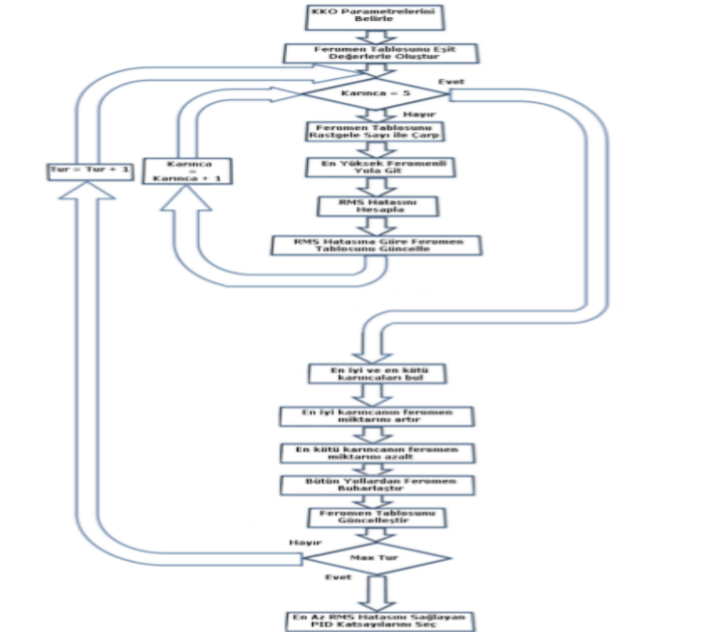 KKO Parametrelerini
Belirle
Feromen Tablosunu Eşit
Değerlerle Oluştur
Karınca = 5
Evet
Hayır
Feromen Tablosunu
Rastgele Sayı ile Çarp
En Yüksek Feromenli
Yola Git
RMS Hatasını
Hesapla
RMS Hatasına Göre Feromen
Tablosunu Güncelle
Karınca
=
Karınca + 1
Tur = Tur + 1
En iyi ve en kötü
karıncaları bul
En iyi karıncanın feromen
miktarını artır
En kötü karıncanın feromen
miktarını azalt
Bütün Yollardan Feromen
Buharlaştır
Feromen Tablosunu
Güncelleştir
Hayır
Max Tur
Evet
En Az RMS Hatasını Sağlayan
PID Katsayılarını Seç